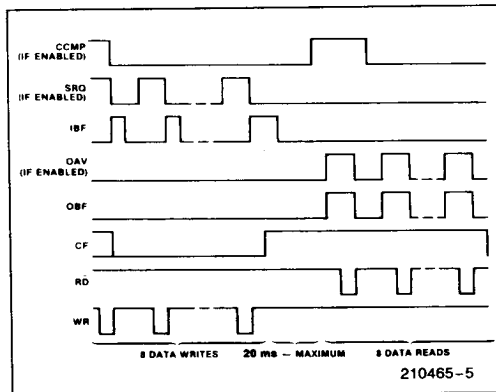 CCMP
(IF ENABLED)
SRQ
(IF ENABLED)
IBF
OAV
(IF ENABLED)
OBF
CF
RD
WR
8 DATA WRITES 20 ms — MAXIMUM 8 DATA READS
210465-5